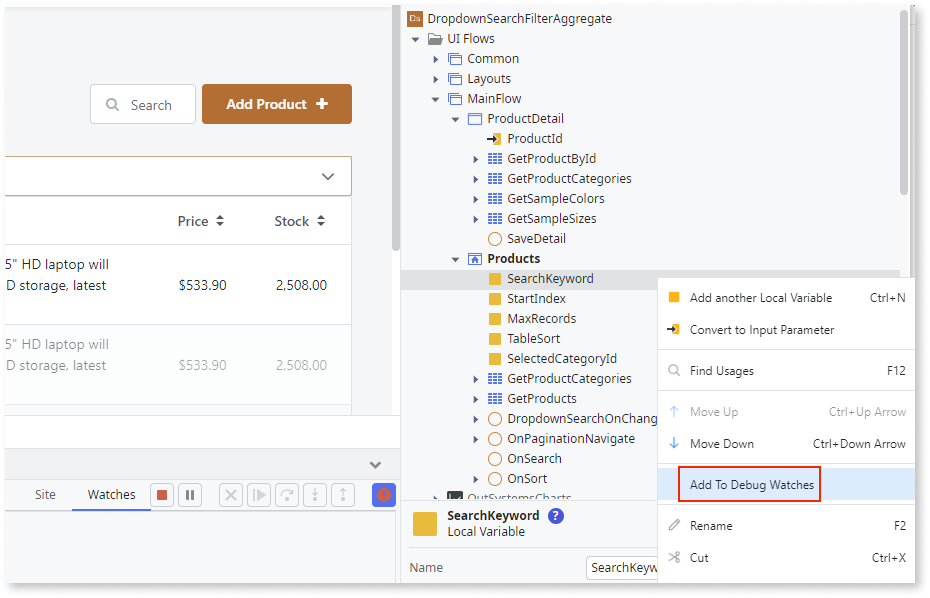 Search
Add Product +
Price
Stock
5" HD laptop will
D storage, latest
$533.90
2,508.00
5" HD laptop will
D storage, latest
$533.90
2,508.00
Site
Watches
Ds DropdownSearchFilterAggregate
UI Flows
Common
Layouts
MainFlow
ProductDetail
ProductId
GetProductById
GetProductCategories
GetSampleColors
GetSampleSizes
SaveDetail
Products
SearchKeyword
StartIndex
MaxRecords
TableSort
SelectedCategoryId
GetProductCategories
GetProducts
DropdownSearchOnChang
OnPaginationNavigate
OnSearch
OnSort
OutSystemsCharts
SearchKeyword ?
Local Variable
Name
SearchKeyw
Add another Local Variable Ctrl+N
Convert to Input Parameter
Find Usages F12
Move Up Ctrl+Up Arrow
Move Down Ctrl+Down Arrow
Add To Debug Watches
Rename F2
Cut Ctrl+X